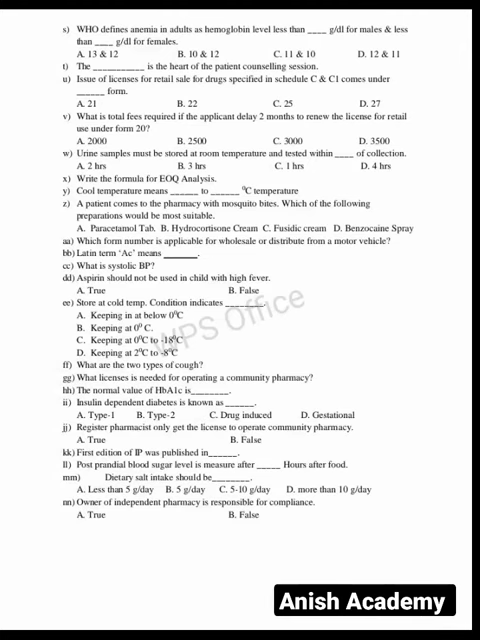 s) WHO defines anemia in adults as hemoglobin level less than ____ g/dl for males & less
than ____ g/dl for females.
A. 13 & 12 B. 10 & 12 C. 11 & 10 D. 12 & 11
t) The ___________ is the heart of the patient counselling session.
u) Issue of licenses for retail sale for drugs specified in schedule C & C1 comes under
______ form.
A. 21 B. 22 C. 25 D. 27
v) What is total fees required if the applicant delay 2 months to renew the license for retail
use under form 20?
A. 2000 B. 2500 C. 3000 D. 3500
w) Urine samples must be stored at room temperature and tested within ____ of collection.
A. 2 hrs B. 3 hrs C. 1 hrs D. 4 hrs
x) Write the formula for EOQ Analysis.
y) Cool temperature means ______ to ______ ⁰C temperature
z) A patient comes to the pharmacy with mosquito bites. Which of the following
preparations would be most suitable.
A. Paracetamol Tab. B. Hydrocortisone Cream C. Fusidic cream D. Benzocaine Spray
aa) Which form number is applicable for wholesale or distribute from a motor vehicle?
bb) Latin term ‘Ac’ means _______.
cc) What is systolic BP?
dd) Aspirin should not be used in child with high fever.
A. True B. False
ee) Store at cold temp. Condition indicates ________.
A. Keeping in at below 0⁰C
B. Keeping at 0⁰ C.
C. Keeping at 0⁰C to -18⁰C
D. Keeping at 2⁰C to -8⁰C
WPS Office
ff) What are the two types of cough?
gg) What licenses is needed for operating a community pharmacy?
hh) The normal value of HbA1c is________.
ii) Insulin dependent diabetes is known as ______.
A. Type-1 B. Type-2 C. Drug induced D. Gestational
jj) Register pharmacist only get the license to operate community pharmacy.
A. True B. False
kk) First edition of IP was published in______.
ll) Post prandial blood sugar level is measure after _____ Hours after food.
mm) Dietary salt intake should be________.
A. Less than 5 g/day B. 5 g/day C. 5-10 g/day D. more than 10 g/day
nn) Owner of independent pharmacy is responsible for compliance.
A. True B. False
Anish Academy